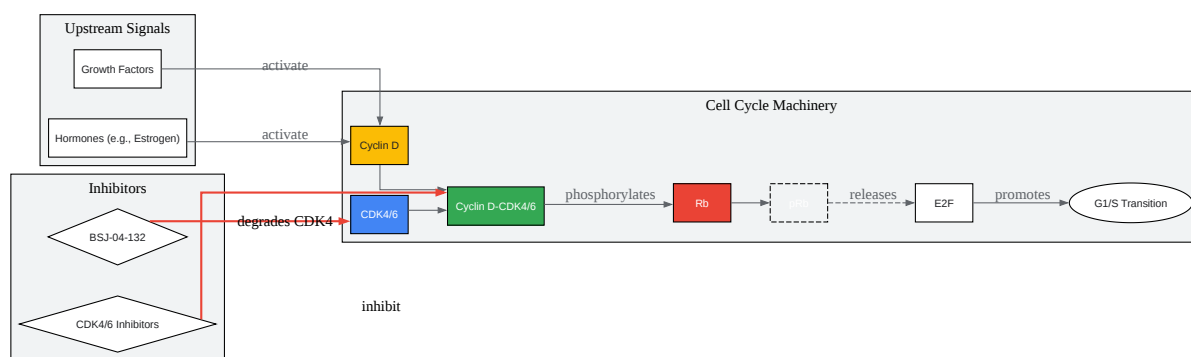 Upstream Signals
Growth Factors
activate
Hormones (e.g., Estrogen)
activate
Cell Cycle Machinery
Cyclin D
CDK4/6
Cyclin D-CDK4/6
phosphorylates
Rb
pRb
releases
E2F
promotes
G1/S Transition
Inhibitors
BSJ-04-132
degrades CDK4
CDK4/6 Inhibitors
inhibit